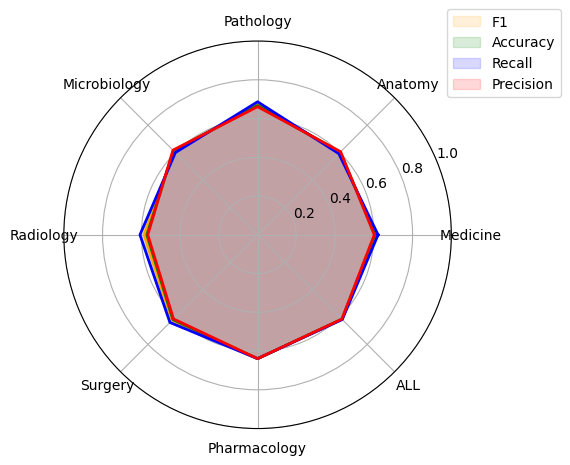 F1
Accuracy
Recall
Precision
Pathology
Microbiology
Anatomy
1.0
0.8
0.6
0.4
0.2
Radiology
Medicine
Surgery
ALL
Pharmacology